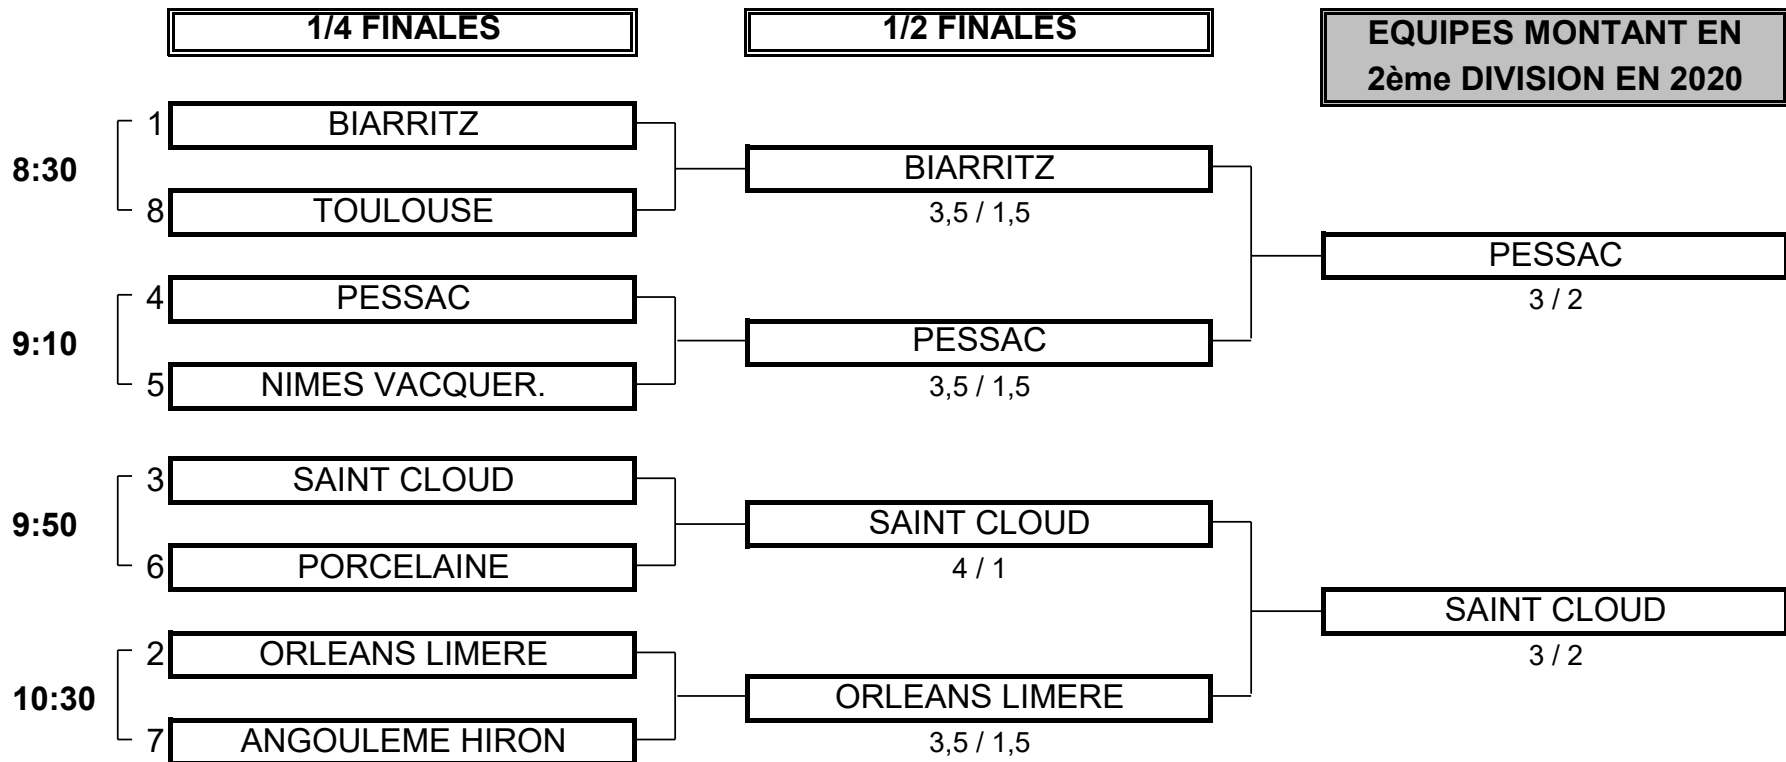 1/4 FINALES
1/2 FINALES
EQUIPES MONTANT EN
2ème DIVISION EN 2020
8:30
1 BIARRITZ
8 TOULOUSE
BIARRITZ
3,5 / 1,5
9:10
4 PESSAC
5 NIMES VACQUER.
PESSAC
3,5 / 1,5
PESSAC
3 / 2
9:50
3 SAINT CLOUD
6 PORCELAINE
SAINT CLOUD
4 / 1
10:30
2 ORLEANS LIMERE
7 ANGOULEME HIRON
ORLEANS LIMERE
3,5 / 1,5
SAINT CLOUD
3 / 2